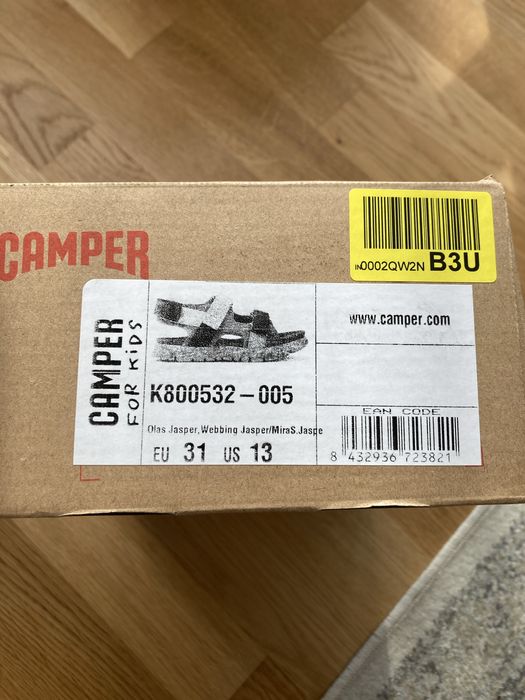 CAMPER
IN0002QW2N B3U
CAMPER
FOR KiDS
www.camper.com
K800532-005
Olas Jasper,Webbing Jasper/MiraS.Jaspe
EU 31 US 13
EAN CODE
8 432936 723821